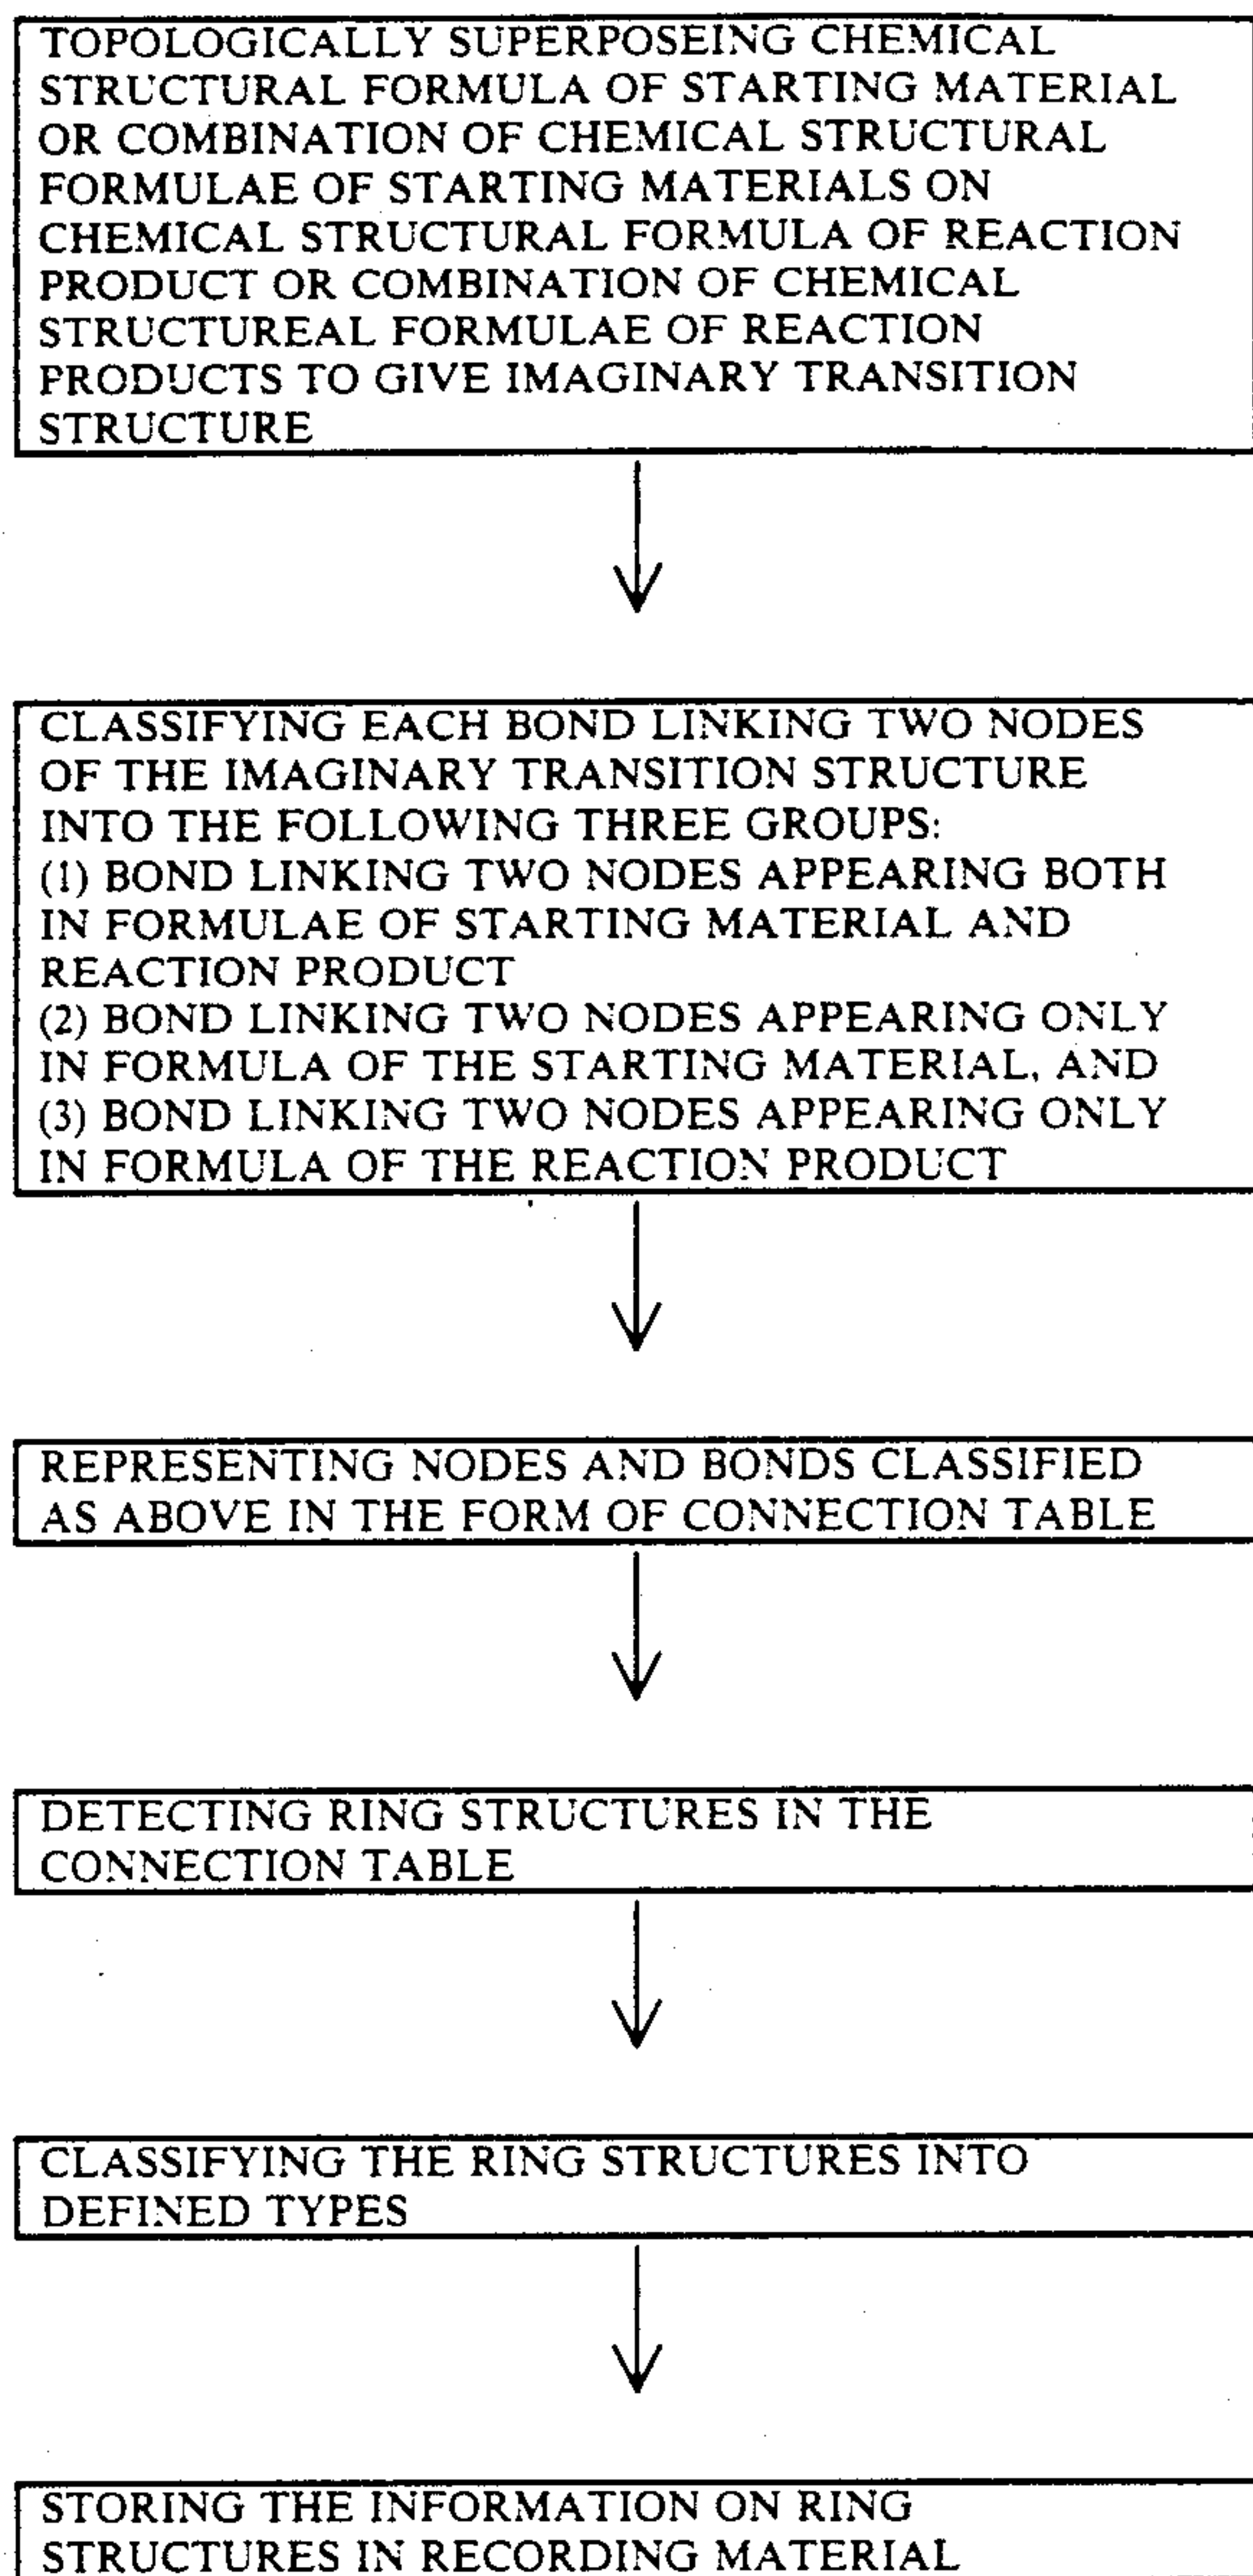 TOPOLOGICALLY SUPERPOSEING CHEMICAL
STRUCTURAL FORMULA OF STARTING MATERIAL
OR COMBINATION OF CHEMICAL STRUCTURAL
FORMULAE OF STARTING MATERIALS ON
CHEMICAL STRUCTURAL FORMULA OF REACTION
PRODUCT OR COMBINATION OF CHEMICAL
STRUCTUREAL FORMULAE OF REACTION
PRODUCTS TO GIVE IMAGINARY TRANSITION
STRUCTURE
CLASSIFYING EACH BOND LINKING TWO NODES
OF THE IMAGINARY TRANSITION STRUCTURE
INTO THE FOLLOWING THREE GROUPS:
(1) BOND LINKING TWO NODES APPEARING BOTH
IN FORMULAE OF STARTING MATERIAL AND
REACTION PRODUCT
(2) BOND LINKING TWO NODES APPEARING ONLY
IN FORMULA OF THE STARTING MATERIAL, AND
(3) BOND LINKING TWO NODES APPEARING ONLY
IN FORMULA OF THE REACTION PRODUCT
REPRESENTING NODES AND BONDS CLASSIFIED
AS ABOVE IN THE FORM OF CONNECTION TABLE
DETECTING RING STRUCTURES IN THE
CONNECTION TABLE
CLASSIFYING THE RING STRUCTURES INTO
DEFINED TYPES
STORING THE INFORMATION ON RING
STRUCTURES IN RECORDING MATERIAL